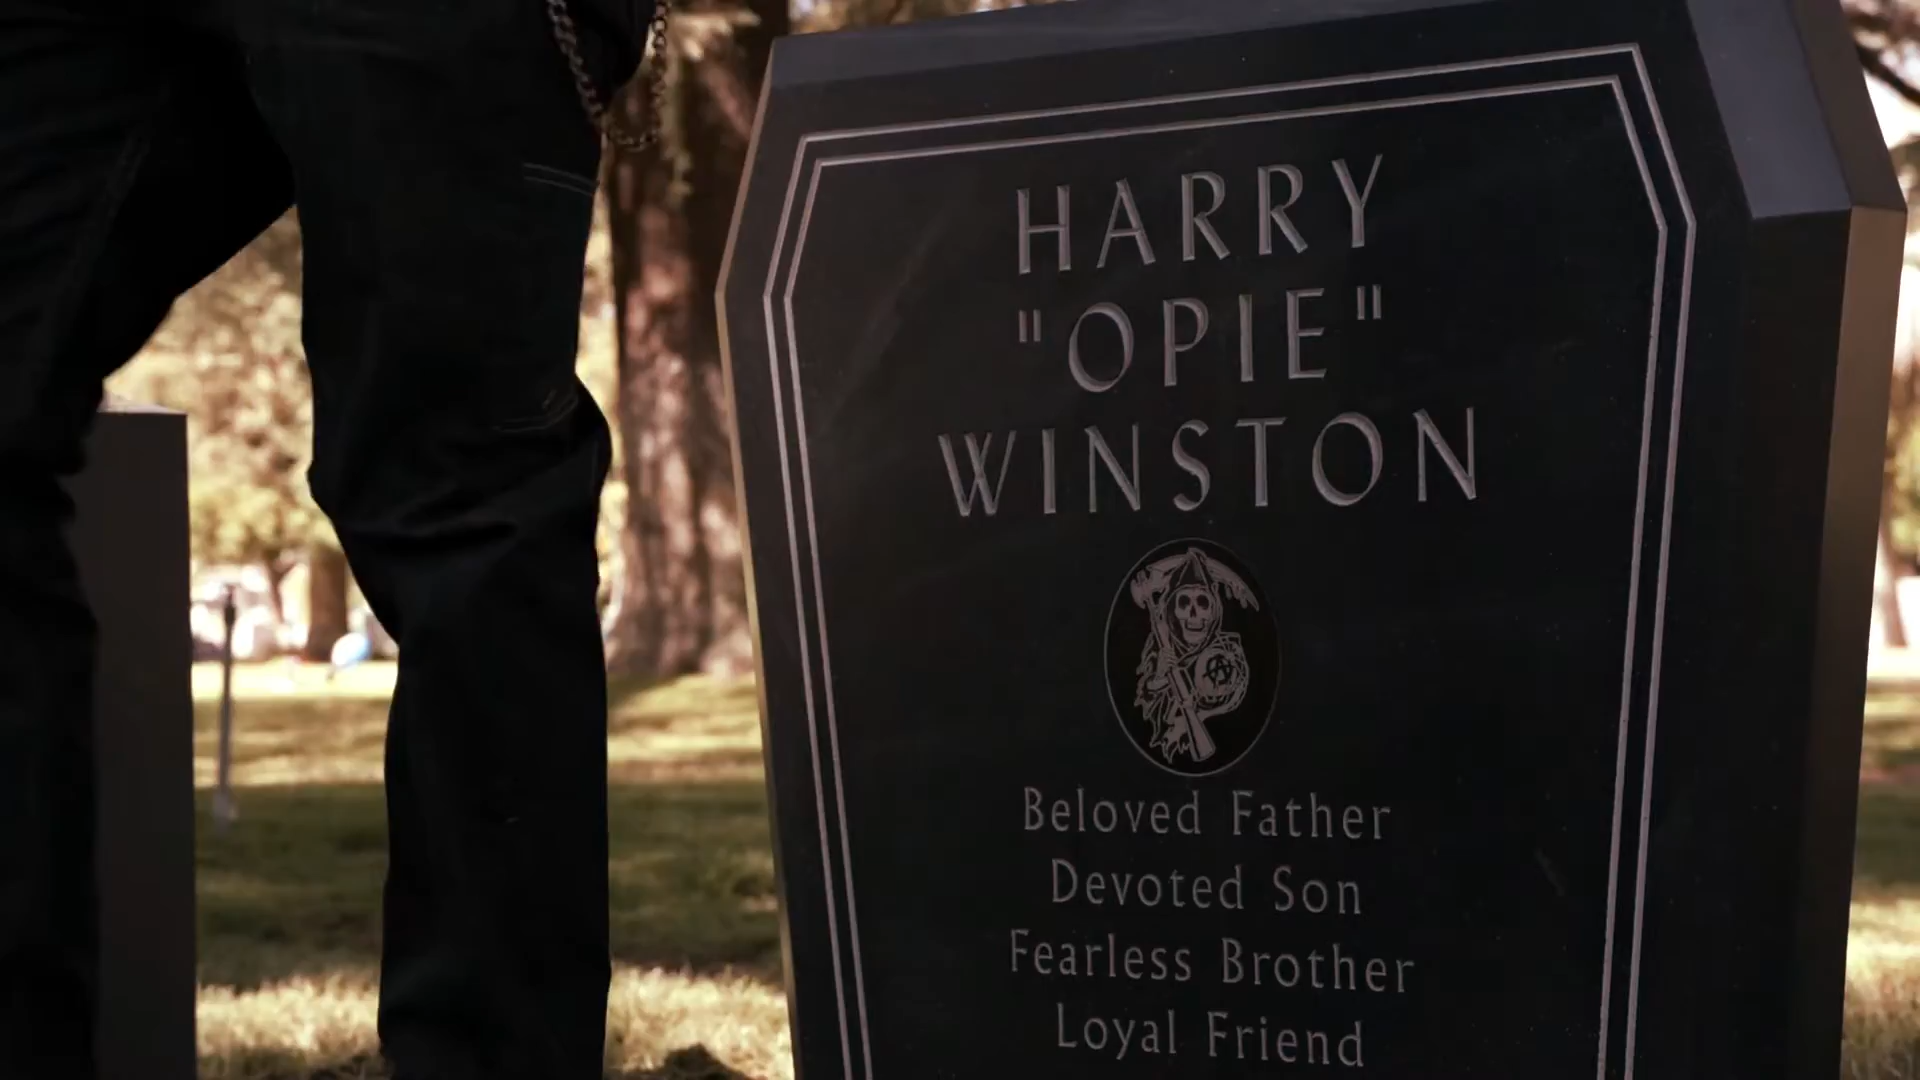 HARRY
"OPIE"
WINSTON
A
Beloved Father
Devoted Son
Fearless Brother
Loyal Friend